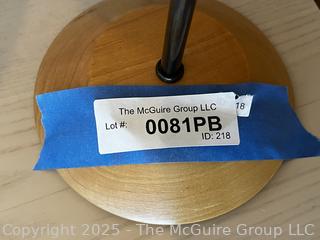 The McGuire Group LLC
Lot #: 0081PB
ID: 218
18
Copyright © 2025 - The McGuire Group LLC